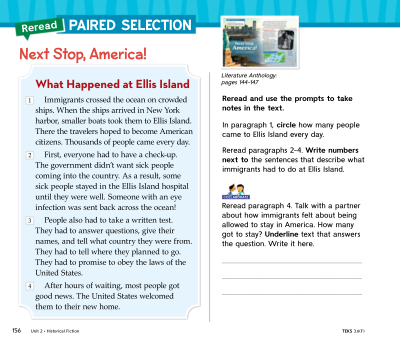 Reread PAIRED SELECTION
Next Stop, America!
What Happened at Ellis Island
1 Immigrants crossed the ocean on crowded
ships. When the ships arrived in New York
harbor, smaller boats took them to Ellis Island.
There the travelers hoped to become American
citizens. Thousands of people came every day.
2 First, everyone had to have a check-up.
The government didn't want sick people
coming into the country. As a result, some
sick people stayed in the Ellis Island hospital
until they were well. Someone with an eye
infection was sent back across the ocean!
3 People also had to take a written test.
They had to answer questions, give their
names, and tell what country they were from.
They had to tell where they planned to go.
They had to promise to obey the laws of the
United States.
4 After hours of waiting, most people got
good news. The United States welcomed
them to their new home.
Literature Anthology:
pages 144-147
Reread and use the prompts to take
notes in the text.
In paragraph 1, circle how many people
came to Ellis Island every day.
Reread paragraphs 2–4. Write numbers
next to the sentences that describe what
immigrants had to do at Ellis Island.
Reread paragraph 4. Talk with a partner
about how immigrants felt about being
allowed to stay in America. How many
got to stay? Underline text that answers
the question. Write it here.
156 Unit 2 • Historical Fiction